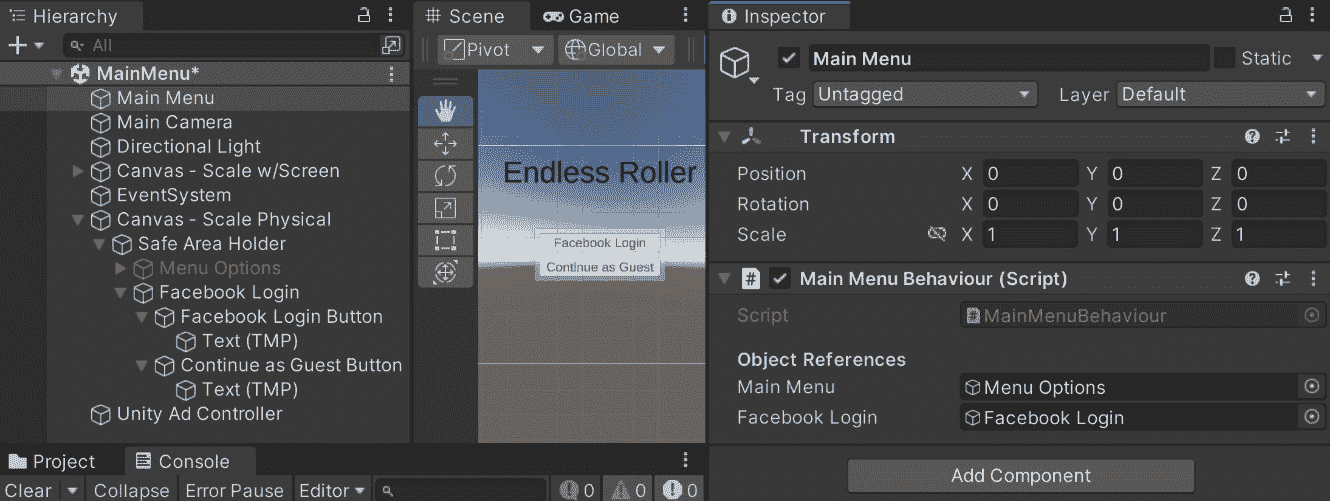 Hierarchy
All
MainMenu*
Main Menu
Main Camera
Directional Light
Canvas - Scale w/Screen
EventSystem
Canvas - Scale Physical
Safe Area Holder
Menu Options
Facebook Login
Facebook Login Button
Text (TMP)
Continue as Guest Button
Text (TMP)
Unity Ad Controller
Scene Game
Pivot Global
Endless Roller
Facebook Login
Continue as Guest
Inspector
Main Menu Static
Tag Untagged Layer Default
Transform
Position X 0 Y 0 Z 0
Rotation X 0 Y 0 Z 0
Scale X 1 Y 1 Z 1
# Main Menu Behaviour (Script)
Script MainMenuBehaviour
Object References
Main Menu Menu Options
Facebook Login Facebook Login
Add Component
Project Console
Clear Collapse Error Pause Editor 0 0 0